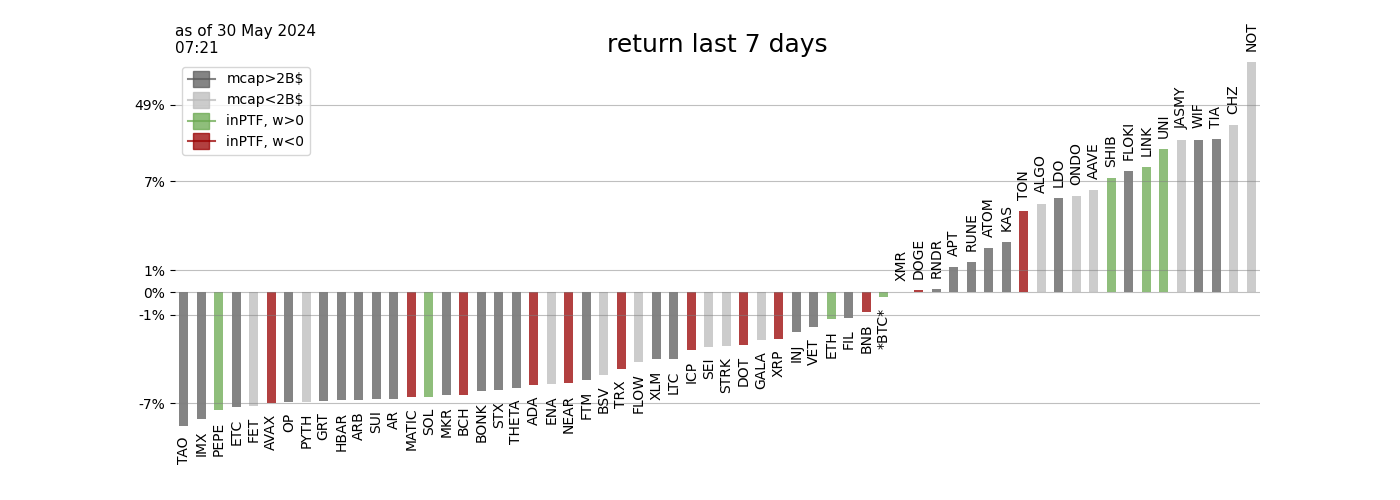 as of 30 May 2024
07:21
return last 7 days
mcap>2B$
mcap<2B$
inPTF, w>0
inPTF, w<0
49%
7%
1%
0%
-1%
-7%
TAO
IMX
PEPE
ETC
FET
AVAX
OP
PYTH
GRT
HBAR
ARB
SUI
AR
MATIC
SOL
MKR
BCH
BONK
STX
THETA
ADA
ENA
NEAR
FTM
BSV
TRX
FLOW
XLM
LTC
ICP
SEI
STRK
DOT
GALA
XRP
INJ
VET
ETH
FIL
BNB
*BTC*
XMR
DOGE
RNDR
APT
RUNE
ATOM
KAS
TON
ALGO
LDO
ONDO
AAVE
SHIB
FLOKI
LINK
UNI
JASMY
WIF
TIA
CHZ
NOT